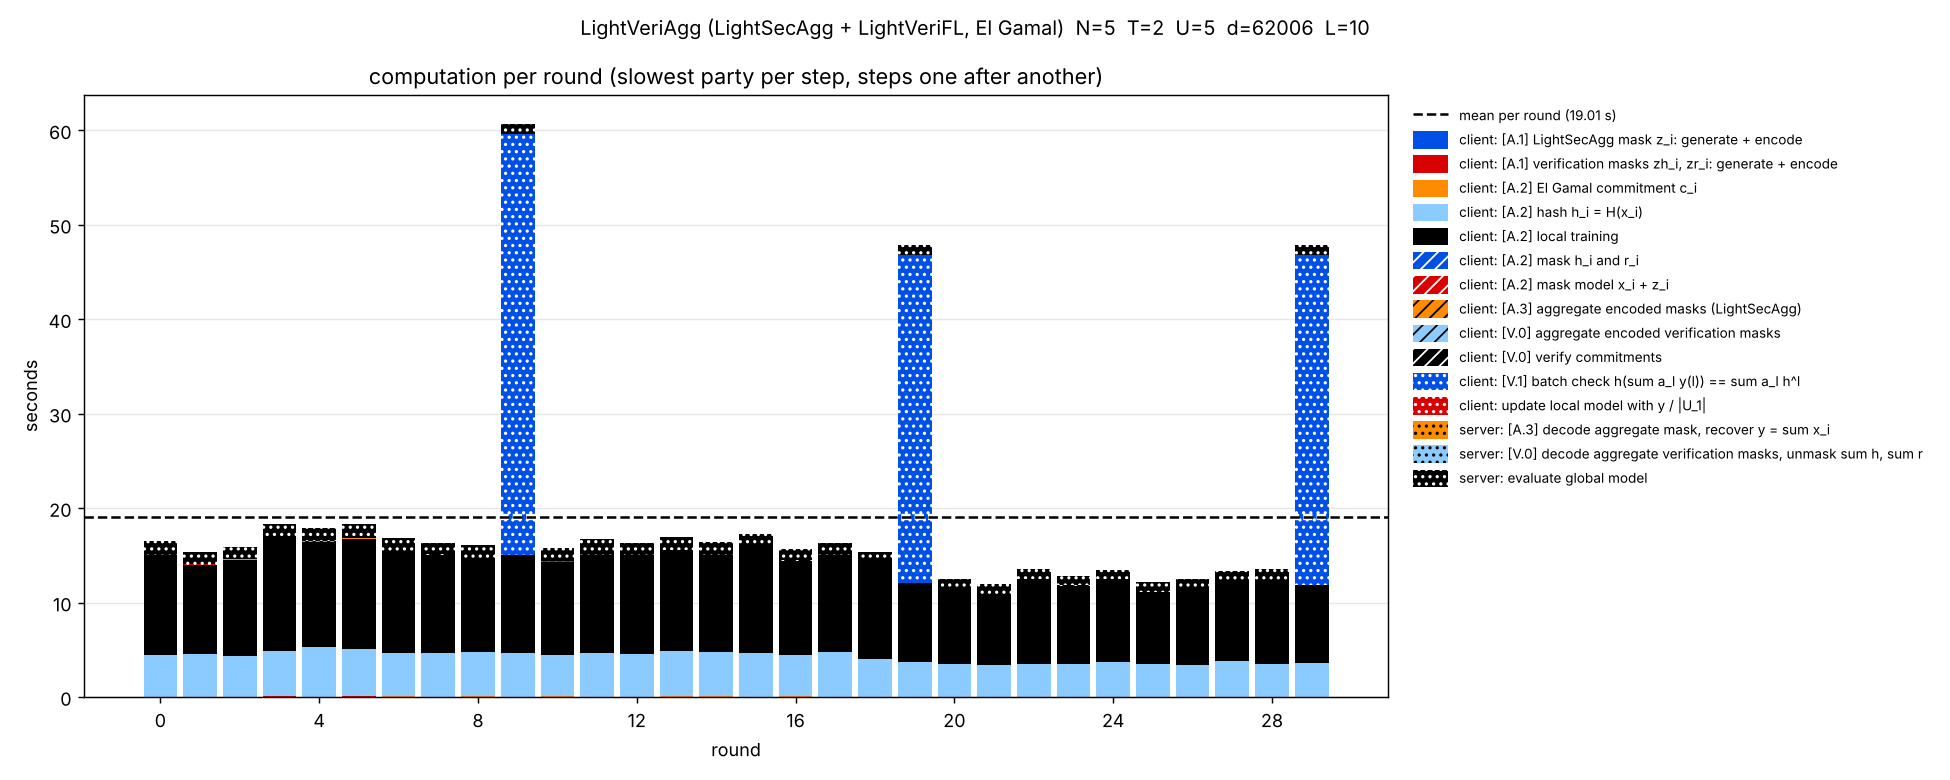 LightVeriAgg (LightSecAgg + LightVeriFL, El Gamal)  N=5  T=2  U=5  d=62006  L=10
computation per round (slowest party per step, steps one after another)
60
50
40
30
20
10
0
seconds
0
4
8
12
16
20
24
28
round
mean per round (19.01 s)
client: [A.1] LightSecAgg mask z_i: generate + encode
client: [A.1] verification masks zh_i, zr_i: generate + encode
client: [A.2] El Gamal commitment c_i
client: [A.2] hash h_i = H(x_i)
client: [A.2] local training
client: [A.2] mask h_i and r_i
client: [A.2] mask model x_i + z_i
client: [A.3] aggregate encoded masks (LightSecAgg)
client: [V.0] aggregate encoded verification masks
client: [V.0] verify commitments
client: [V.1] batch check h(sum a_l y(l)) == sum a_l h^l
client: update local model with y / |U_1|
server: [A.3] decode aggregate mask, recover y = sum x_i
server: [V.0] decode aggregate verification masks, unmask sum h, sum r
server: evaluate global model